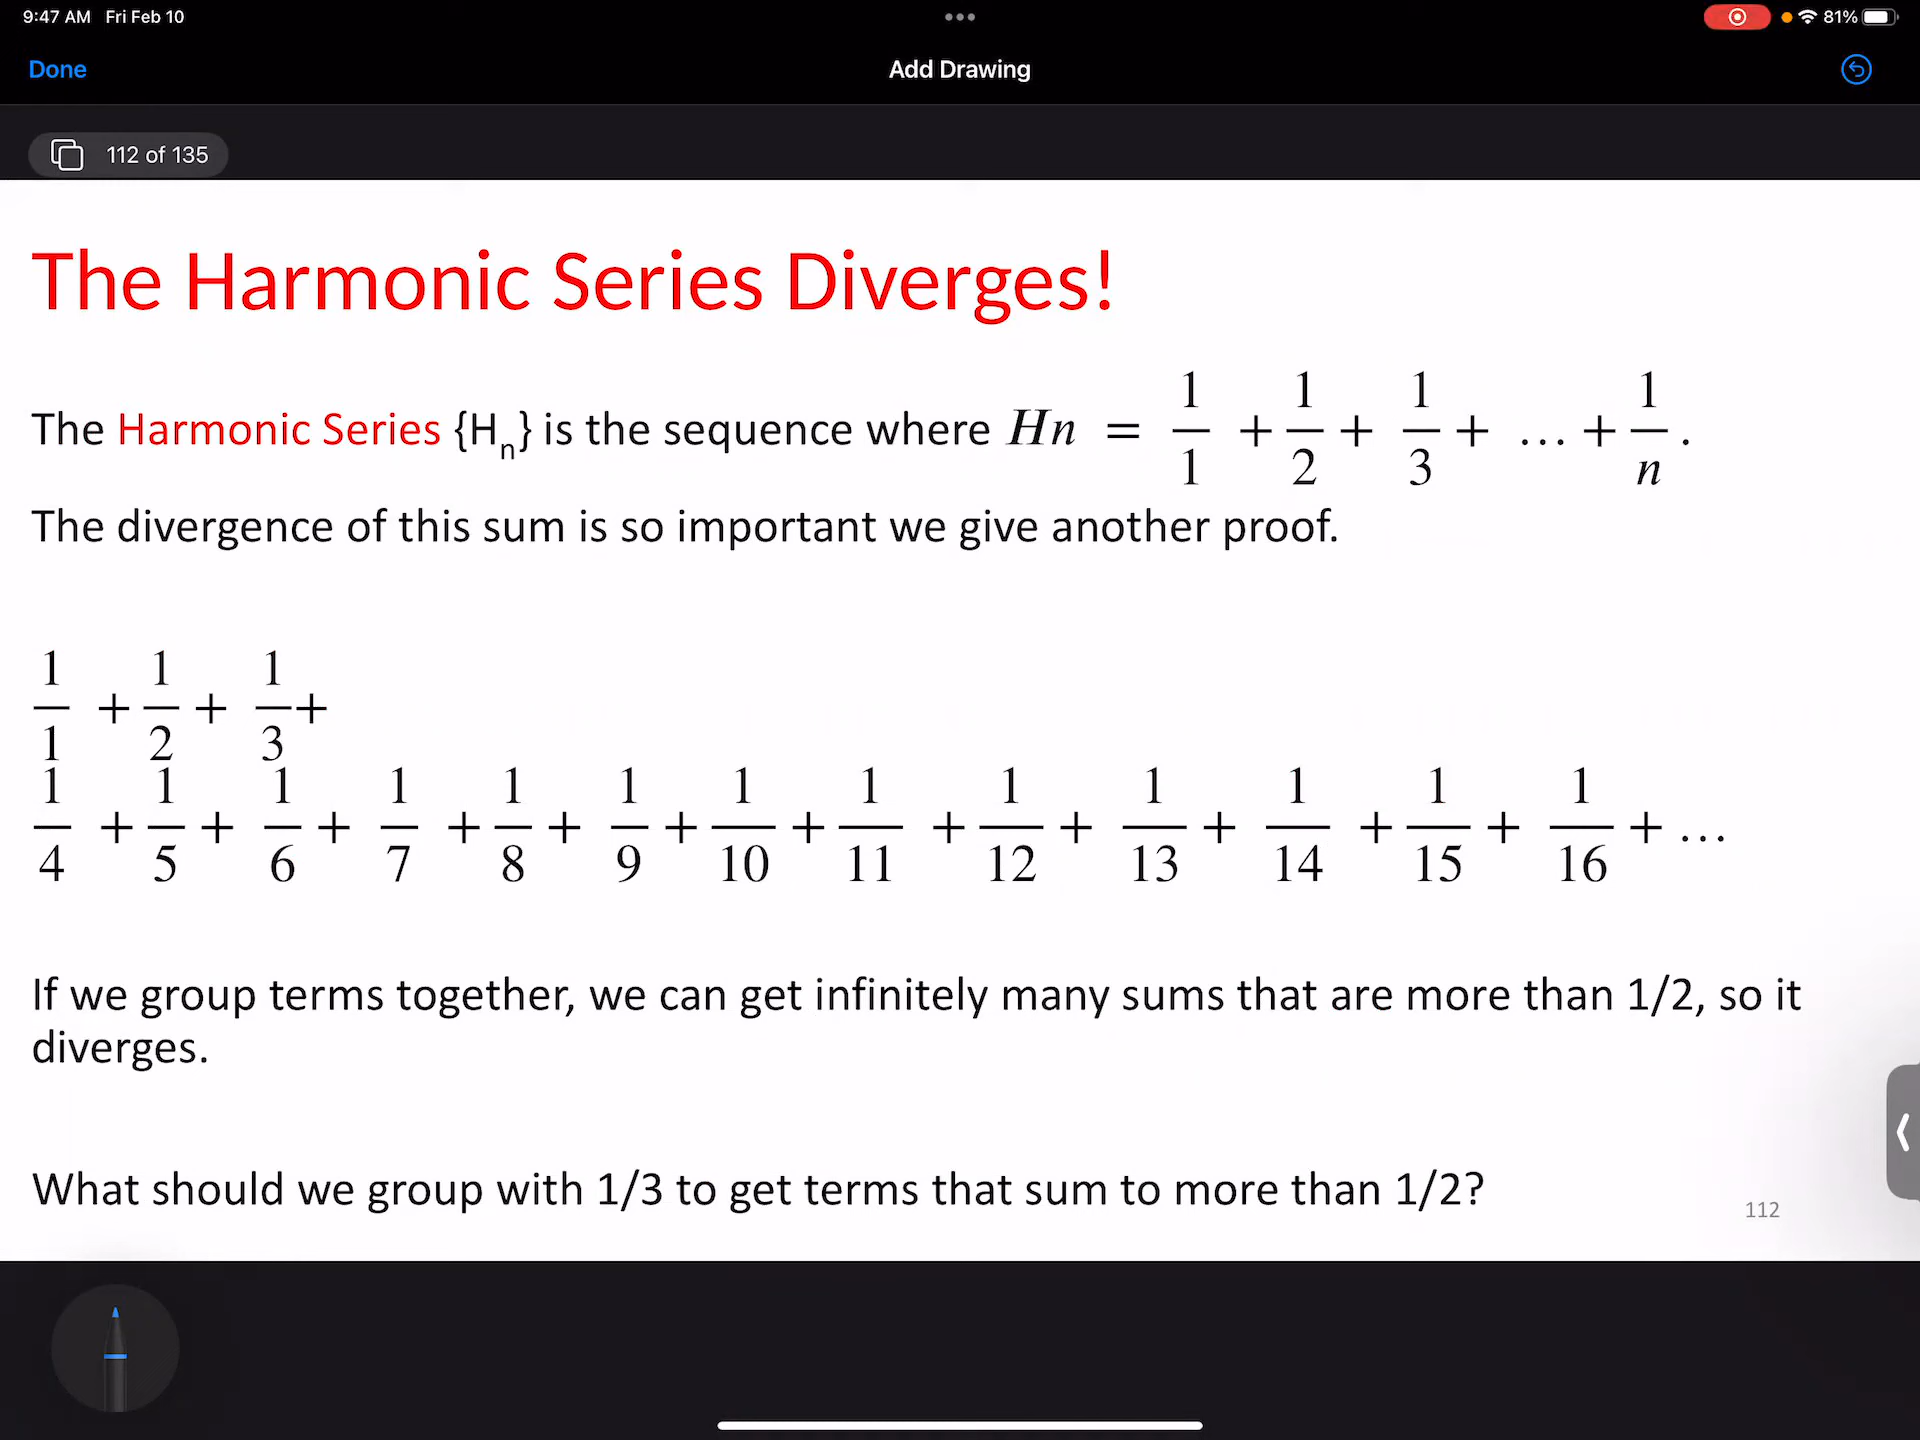 9:47 AM Fri Feb 10
81%
Done
Add Drawing
112 of 135
The Harmonic Series Diverges!
The Harmonic Series {Hn} is the sequence where Hn = 1/1 + 1/2 + 1/3 + … + 1/n .
The divergence of this sum is so important we give another proof.
1/1 + 1/2 + 1/3 +
1/4 + 1/5 + 1/6 + 1/7 + 1/8 + 1/9 + 1/10 + 1/11 + 1/12 + 1/13 + 1/14 + 1/15 + 1/16 + …
If we group terms together, we can get infinitely many sums that are more than 1/2, so it
diverges.
What should we group with 1/3 to get terms that sum to more than 1/2?
112